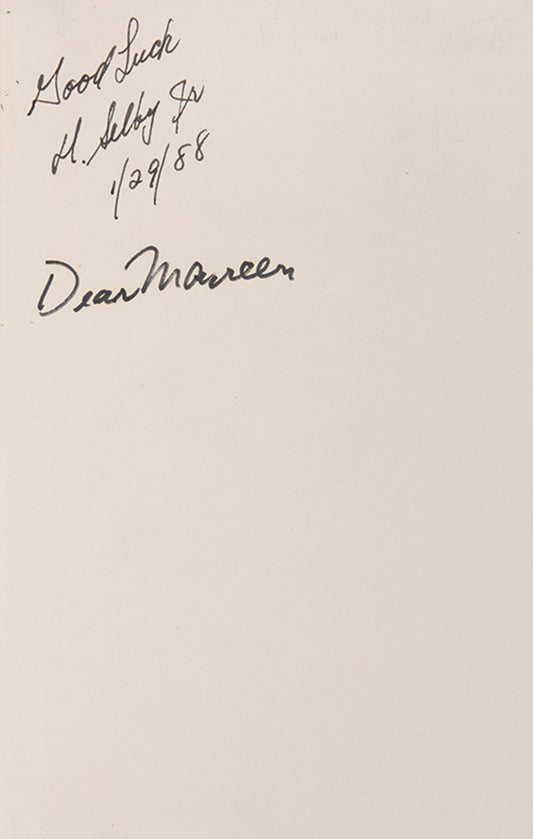 Good Luck
H. Selby Jr
1/29/88
Dear Maureen